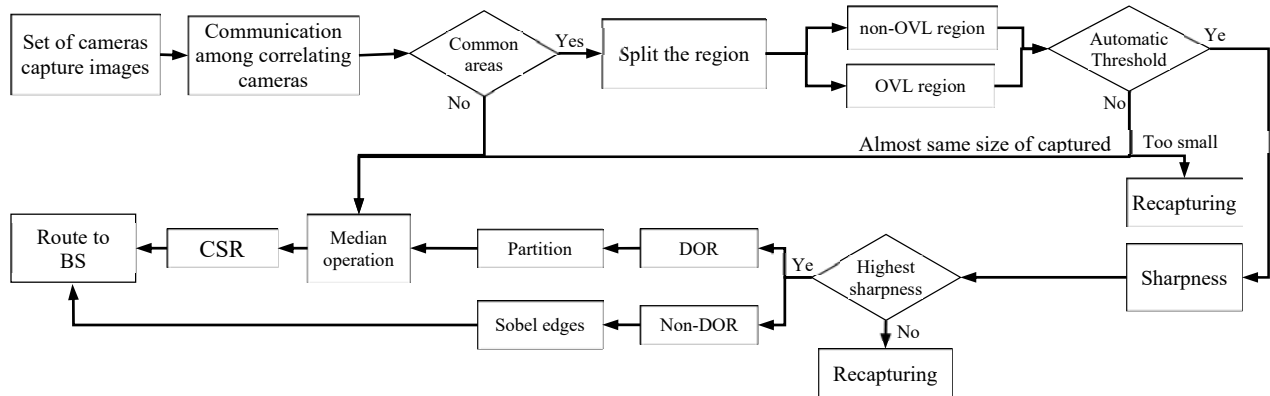 Set of cameras
capture images
Communication
among correlating
cameras
Common
areas
Yes
No
Split the region
non-OVL region
OVL region
Automatic
Threshold
Ye
No
Almost same size of captured
Too small
Recapturing
Route to
BS
CSR
Median
operation
Partition
DOR
Ye
Highest
sharpness
Sharpness
Sobel edges
Non-DOR
No
Recapturing